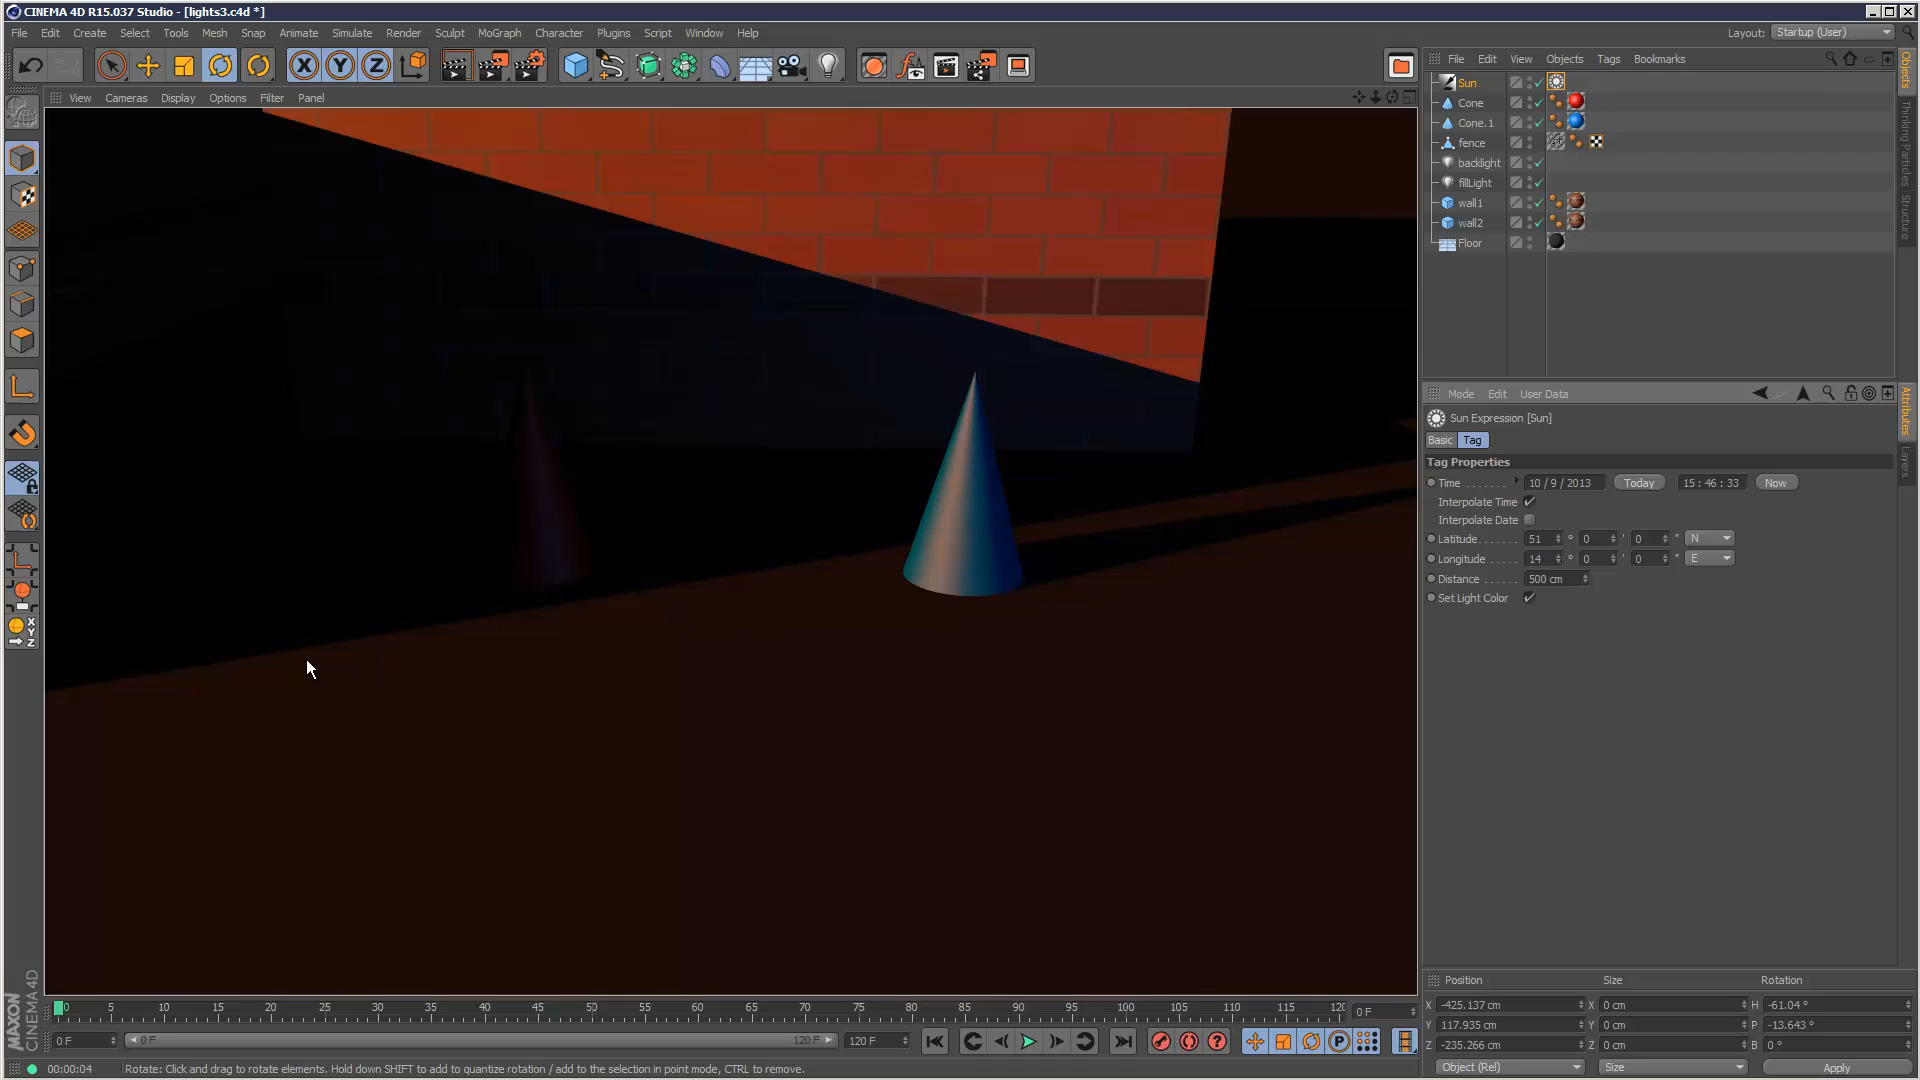 CINEMA 4D R15.037 Studio - [lights3.c4d *]
File Edit Create Select Tools Mesh Snap Animate Simulate Render Sculpt MoGraph Character Plugins Script Window Help
Layout: Startup (User)
X Y Z
File Edit View Objects Tags Bookmarks
View Cameras Display Options Filter Panel
Sun
Cone
Cone.1
fence
backlight
fillLight
wall1
wall2
Floor
Objects
Thinking Particles
Structure
Mode Edit User Data
Sun Expression [Sun]
Basic Tag
Tag Properties
Time 10 / 9 / 2013 Today 15 : 46 : 33 Now
Interpolate Time
Interpolate Date
Latitude 51 ° 0 ' 0 " N
Longitude 14 ° 0 ' 0 " E
Distance 500 cm
Set Light Color
Attributes
Layers
X
Y
Z
MAXON
CINEMA 4D
0 5 10 15 20 25 30 35 40 45 50 55 60 65 70 75 80 85 90 95 100 105 110 115 12( 0 F
0 F 0 F 120 F 120 F
Position Size Rotation
X -425.137 cm X 0 cm H -61.04 °
Y 117.935 cm Y 0 cm P -13.643 °
Z -235.266 cm Z 0 cm B 0 °
Object (Rel) Size Apply
00:00:04 Rotate: Click and drag to rotate elements. Hold down SHIFT to add to quantize rotation / add to the selection in point mode, CTRL to remove.